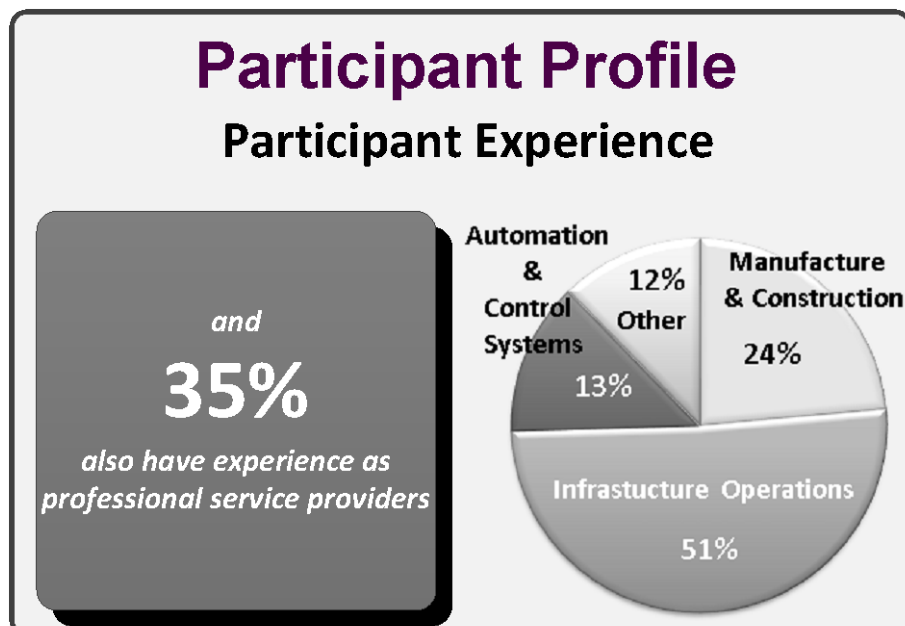 Participant Profile
Participant Experience
and
35%
also have experience as
professional service providers
Automation
&
Control
Systems
13%
12%
Other
Manufacture
& Construction
24%
Infrastucture Operations
51%